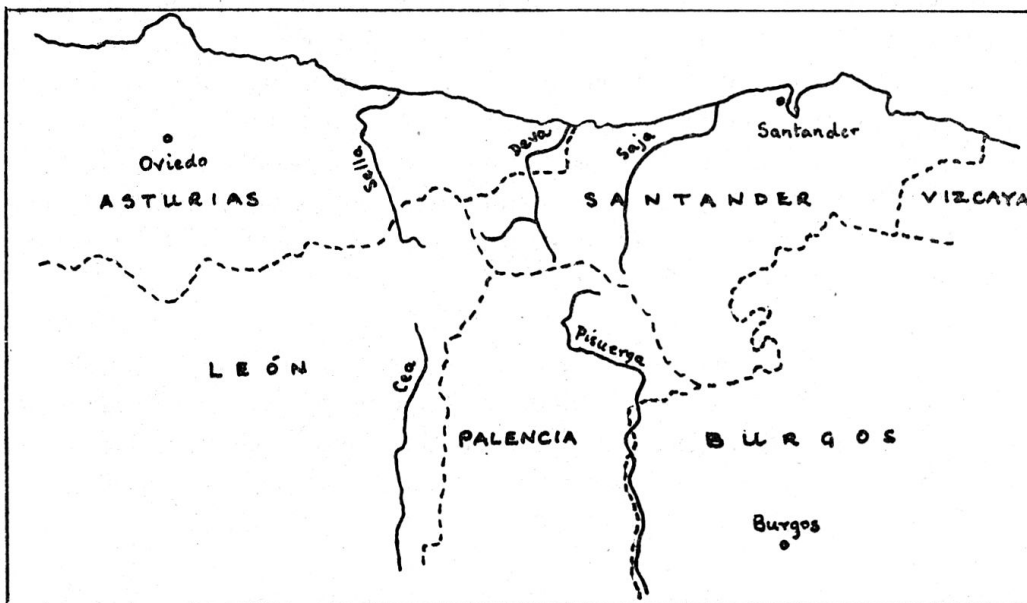 Oviedo
ASTURIAS
Sella
Deva
Saja
Santander
SANTANDER
VIZCAYA
LEÓN
Cea
PALENCIA
Pisuerga
BURGOS
Burgos